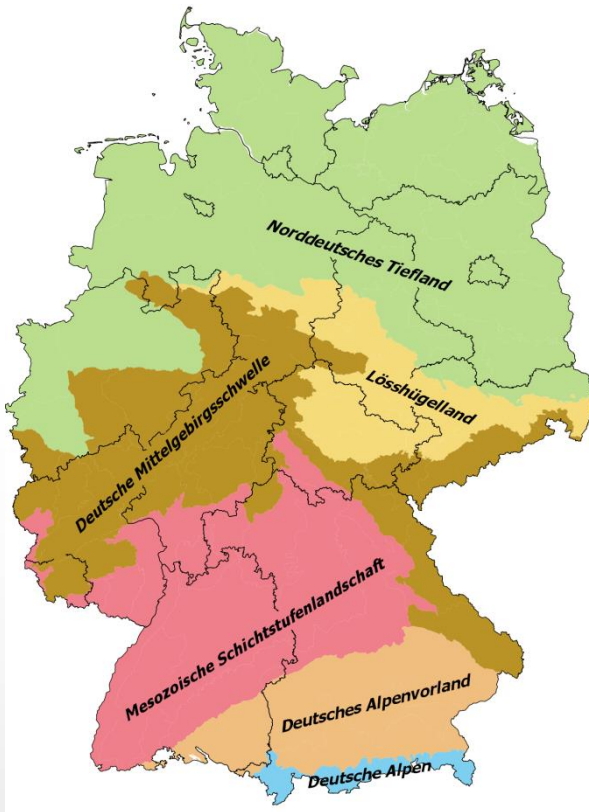 Norddeutsches Tiefland
Lösshügelland
Deutsche Mittelgebirgsschwelle
Mesozoische Schichtstufenlandschaft
Deutsches Alpenvorland
Deutsche Alpen